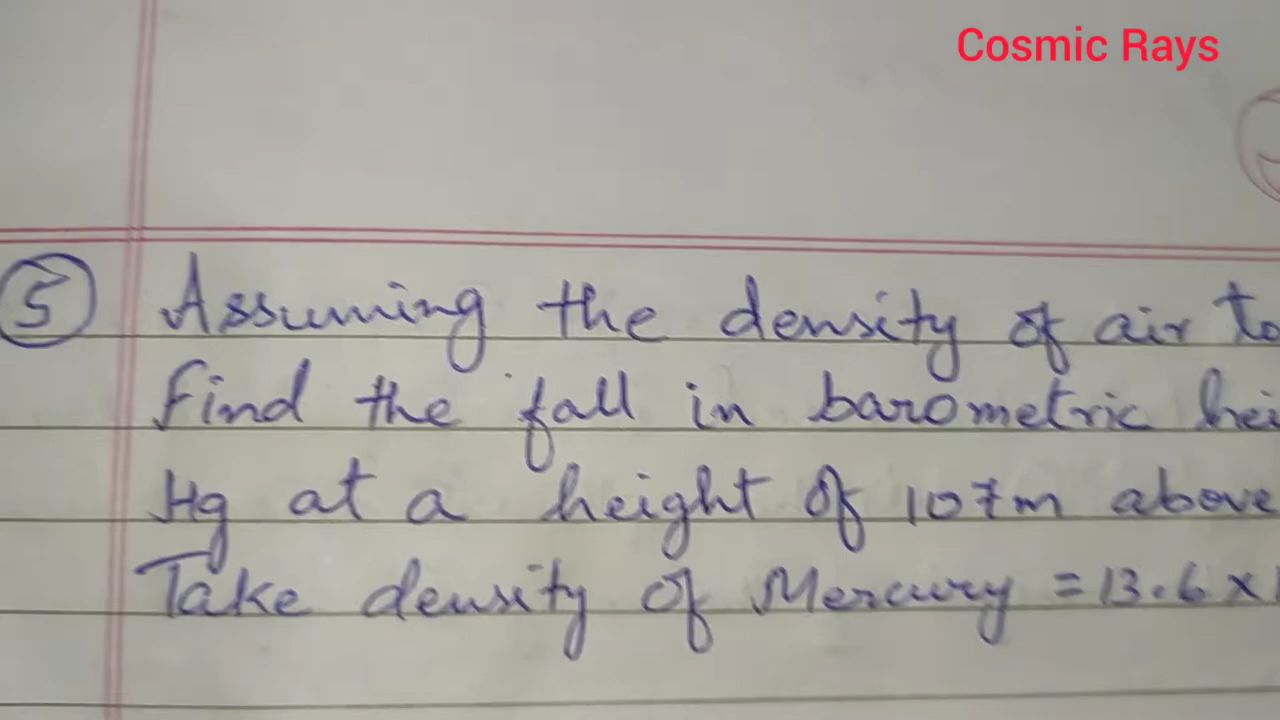 Cosmic Rays
5 Assuming the density of air to
find the fall in barometric hei
Hg at a height of 107m above
Take density of Mercury = 13.6 x